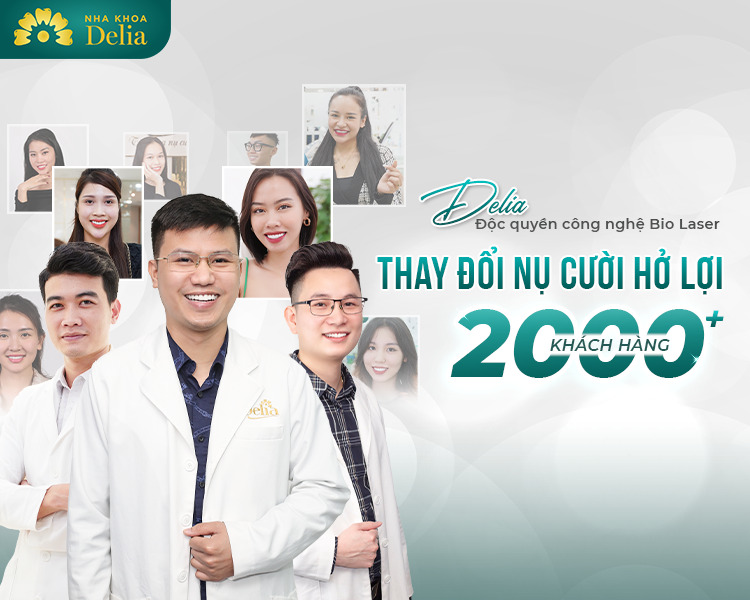 NHA KHOA
Delia
Delia
Độc quyền công nghệ Bio Laser
THAY ĐỔI NỤ CƯỜI HỞ LỢI
2000+
KHÁCH HÀNG
Delia